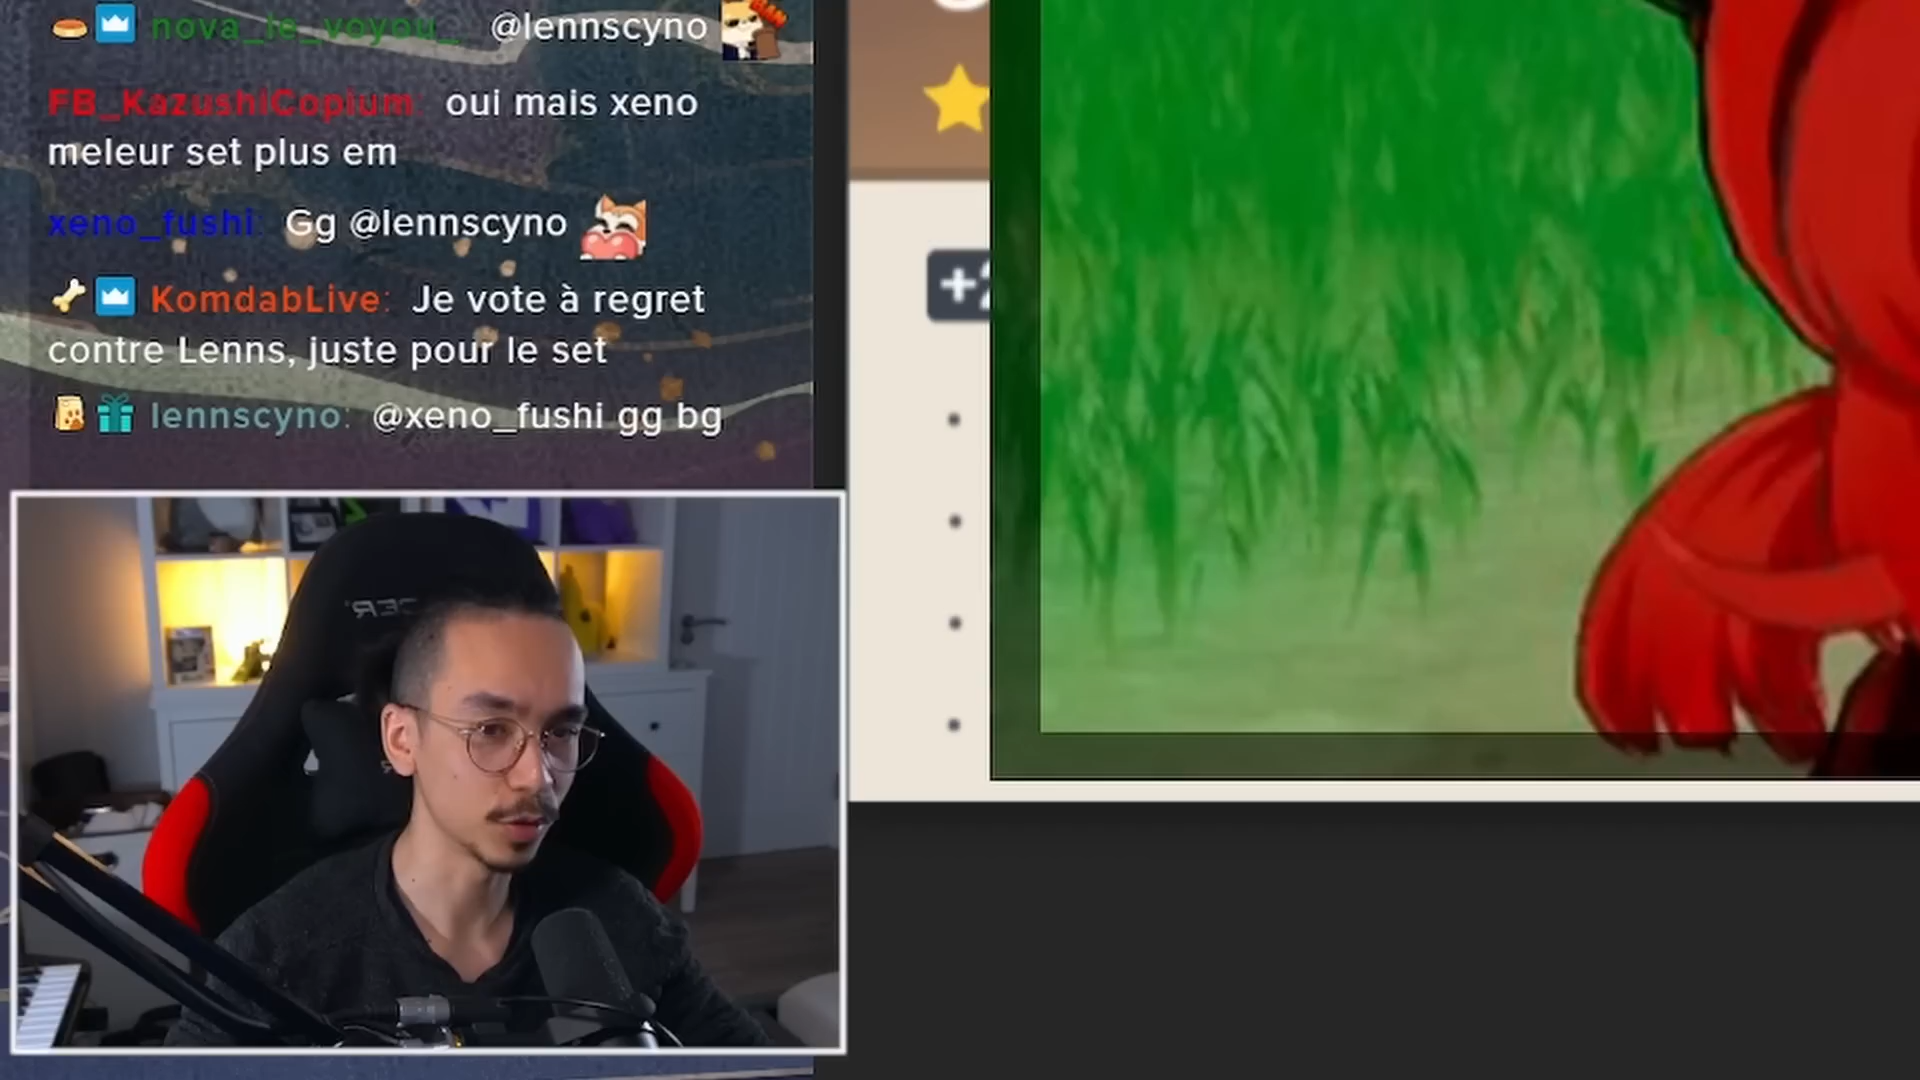 nova_le_voyou_: @lennscyno
FB_KazushiCopium: oui mais xeno
meleur set plus em
xeno_fushi: Gg @lennscyno
KomdabLive: Je vote à regret
contre Lenns, juste pour le set
lennscyno: @xeno_fushi gg bg